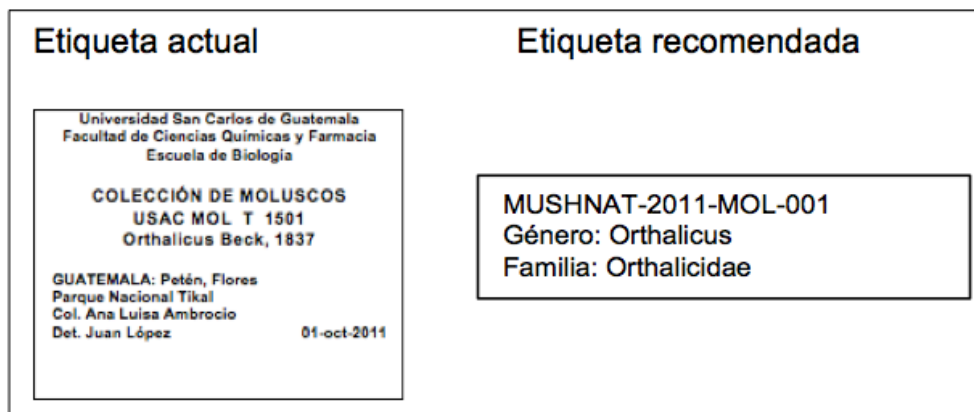 Etiqueta actual
Universidad San Carlos de Guatemala
Facultad de Ciencias Químicas y Farmacia
Escuela de Biología
COLECCIÓN DE MOLUSCOS
USAC MOL T 1501
Orthalicus Beck, 1837
GUATEMALA: Petén, Flores
Parque Nacional Tikal
Col. Ana Luisa Ambrocio
Det. Juan López 01-oct-2011
Etiqueta recomendada
MUSHNAT-2011-MOL-001
Género: Orthalicus
Familia: Orthalicidae